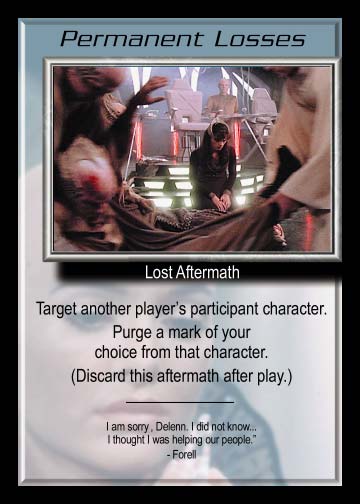 Permanent Losses
Lost Aftermath
Target another player's participant character.
Purge a mark of your
choice from that character.
(Discard this aftermath after play.)
I am sorry, Delenn. I did not know...
I thought I was helping our people."
- Forell